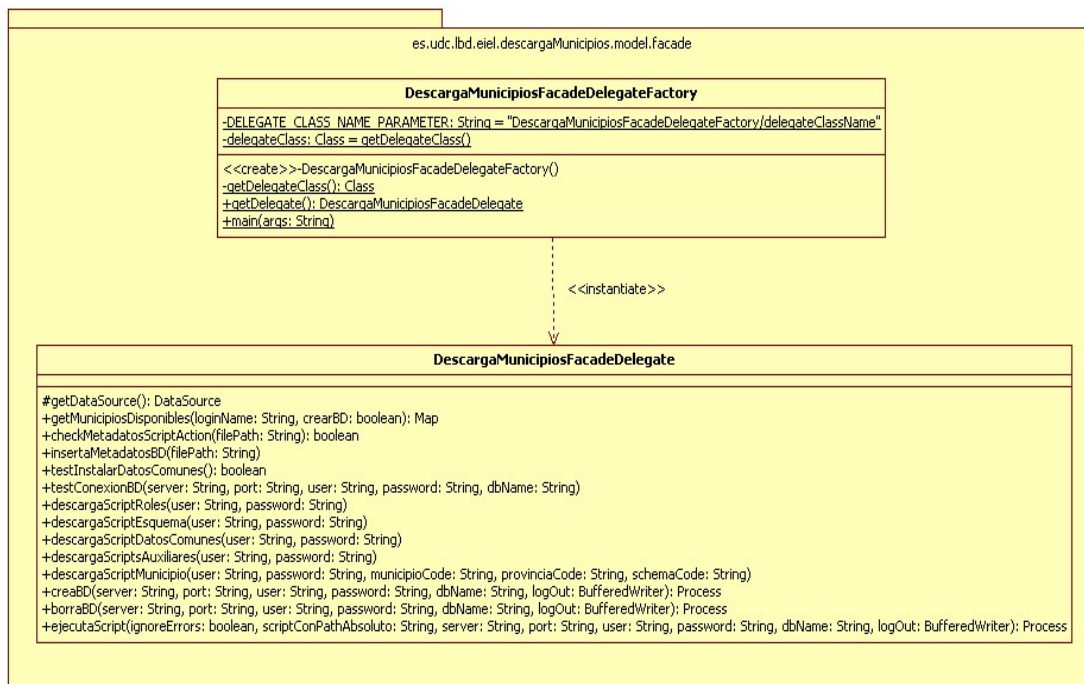 es.udc.lbd.eiel.descargaMunicipios.model.facade
DescargaMunicipiosFacadeDelegateFactory
-DELEGATE_CLASS_NAME_PARAMETER: String = "DescargaMunicipiosFacadeDelegateFactory/delegateClassName"
-delegateClass: Class = getDelegateClass()
<<create>>-DescargaMunicipiosFacadeDelegateFactory()
-getDelegateClass(): Class
+getDelegate(): DescargaMunicipiosFacadeDelegate
+main(args: String)
<<instantiate>>
DescargaMunicipiosFacadeDelegate
#getDataSource(): DataSource
+getMunicipiosDisponibles(loginName: String, crearBD: boolean): Map
+checkMetadatosScriptAction(filePath: String): boolean
+insertaMetadatosBD(filePath: String)
+testInstalarDatosComunes(): boolean
+testConexionBD(server: String, port: String, user: String, password: String, dbName: String)
+descargaScriptRoles(user: String, password: String)
+descargaScriptEsquema(user: String, password: String)
+descargaScriptDatosComunes(user: String, password: String)
+descargaScriptsAuxiliares(user: String, password: String)
+descargaScriptMunicipio(user: String, password: String, municipioCode: String, provinciaCode: String, schemaCode: String)
+creaBD(server: String, port: String, user: String, password: String, dbName: String, logOut: BufferedWriter): Process
+borraBD(server: String, port: String, user: String, password: String, dbName: String, logOut: BufferedWriter): Process
+ejecutaScript(ignoreErrors: boolean, scriptConPathAbsoluto: String, server: String, port: String, user: String, password: String, dbName: String, logOut: BufferedWriter): Process